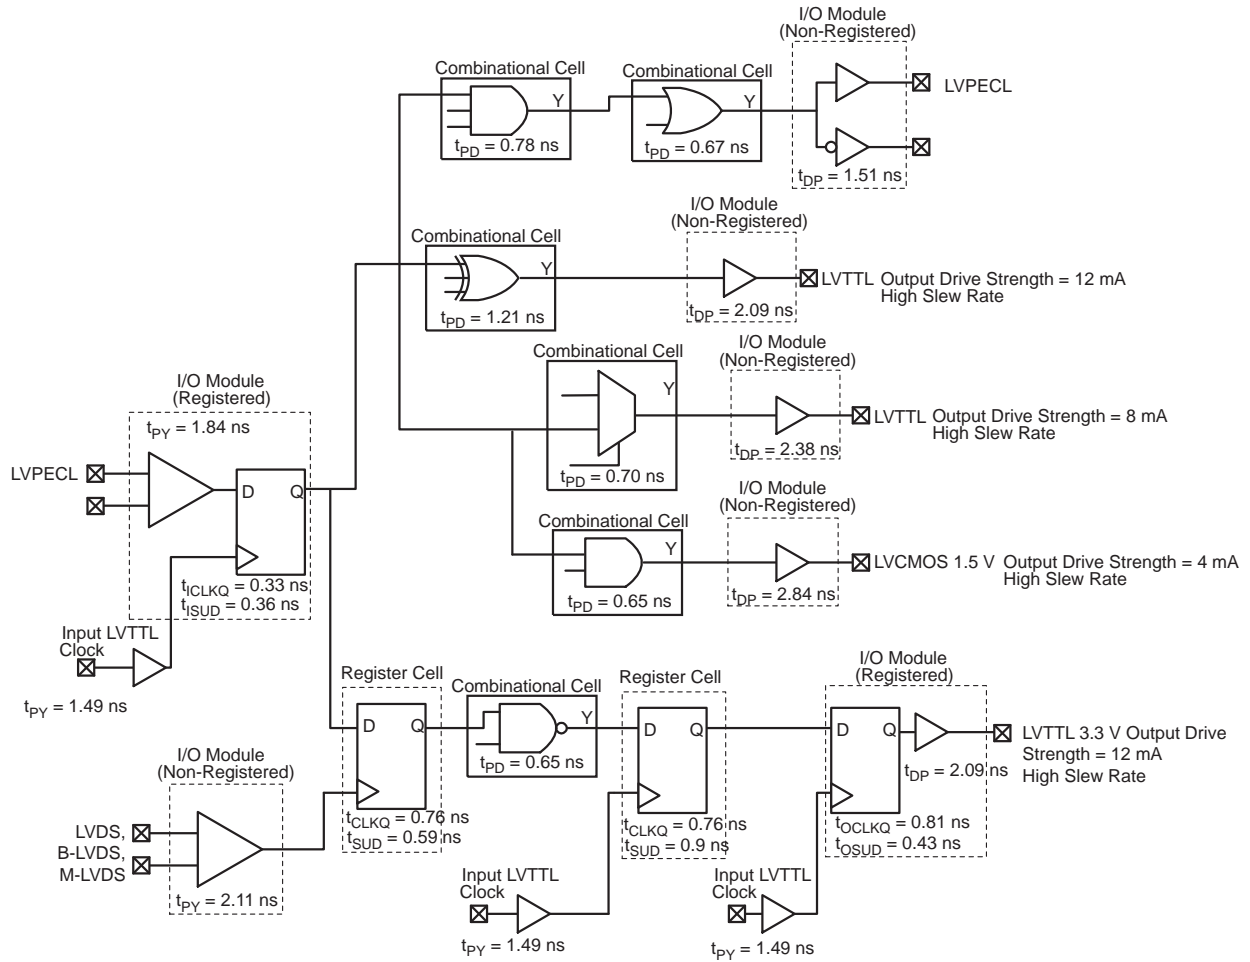 I/O Module
(Non-Registered)
Combinational Cell
Combinational Cell
Y
Y
LVPECL
tPD = 0.78 ns
tPD = 0.67 ns
tDP = 1.51 ns
I/O Module
(Non-Registered)
Combinational Cell
Y
LVTTL Output Drive Strength = 12 mA
High Slew Rate
tPD = 1.21 ns
tDP = 2.09 ns
I/O Module
(Non-Registered)
Combinational Cell
Y
LVTTL Output Drive Strength = 8 mA
High Slew Rate
tDP = 2.38 ns
tPD = 0.70 ns
I/O Module
(Registered)
tPY = 1.84 ns
LVPECL
D
Q
tICLKQ = 0.33 ns
tISUD = 0.36 ns
Input LVTTL
Clock
tPY = 1.49 ns
I/O Module
(Non-Registered)
Combinational Cell
Y
LVCMOS 1.5 V Output Drive Strength = 4 mA
High Slew Rate
tPD = 0.65 ns
tDP = 2.84 ns
Register Cell
D
Q
tCLKQ = 0.76 ns
tSUD = 0.59 ns
Combinational Cell
Y
tPD = 0.65 ns
Register Cell
D
Q
tCLKQ = 0.76 ns
tSUD = 0.9 ns
I/O Module
(Registered)
D
Q
tDP = 2.09 ns
tOCLKQ = 0.81 ns
tOSUD = 0.43 ns
LVTTL 3.3 V Output Drive
Strength = 12 mA
High Slew Rate
I/O Module
(Non-Registered)
LVDS,
B-LVDS,
M-LVDS
tPY = 2.11 ns
Input LVTTL
Clock
tPY = 1.49 ns
Input LVTTL
Clock
tPY = 1.49 ns